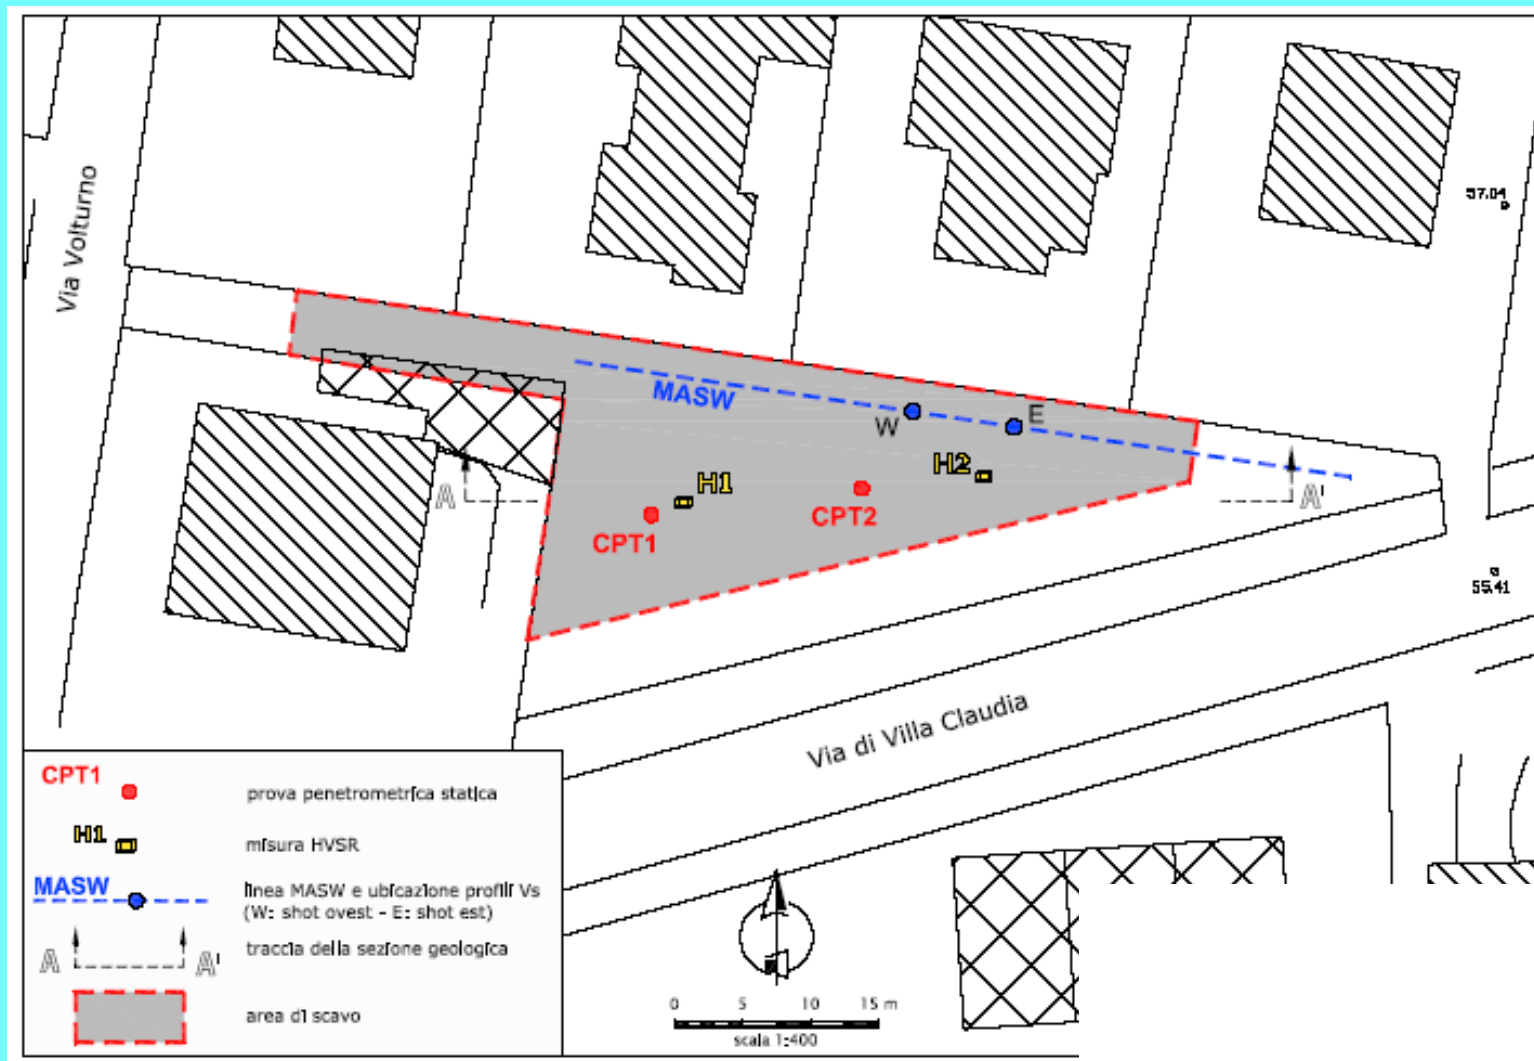 Via Volturno
37.04
MASW
W
E
H2
H1
A
A'
CPT2
CPT1
55.41
Via di Villa Claudia
CPT1
prova penetrometrica statica
H1
misura HVSR
MASW
linea MASW e ubicazione profili Vs
(W: shot ovest - E: shot est)
A A'
traccia della sezione geologica
area di scavo
0 5 10 15 m
scala 1:400